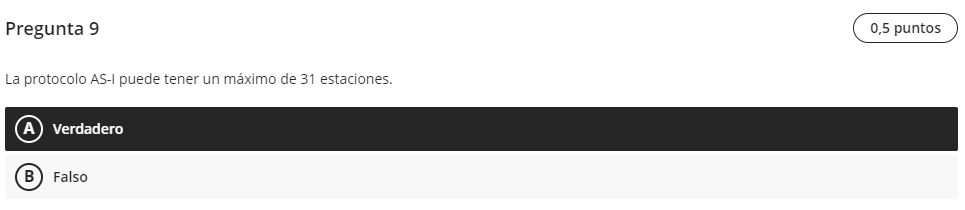 Pregunta 9
0,5 puntos
La protocolo AS-I puede tener un máximo de 31 estaciones.
A Verdadero
B Falso